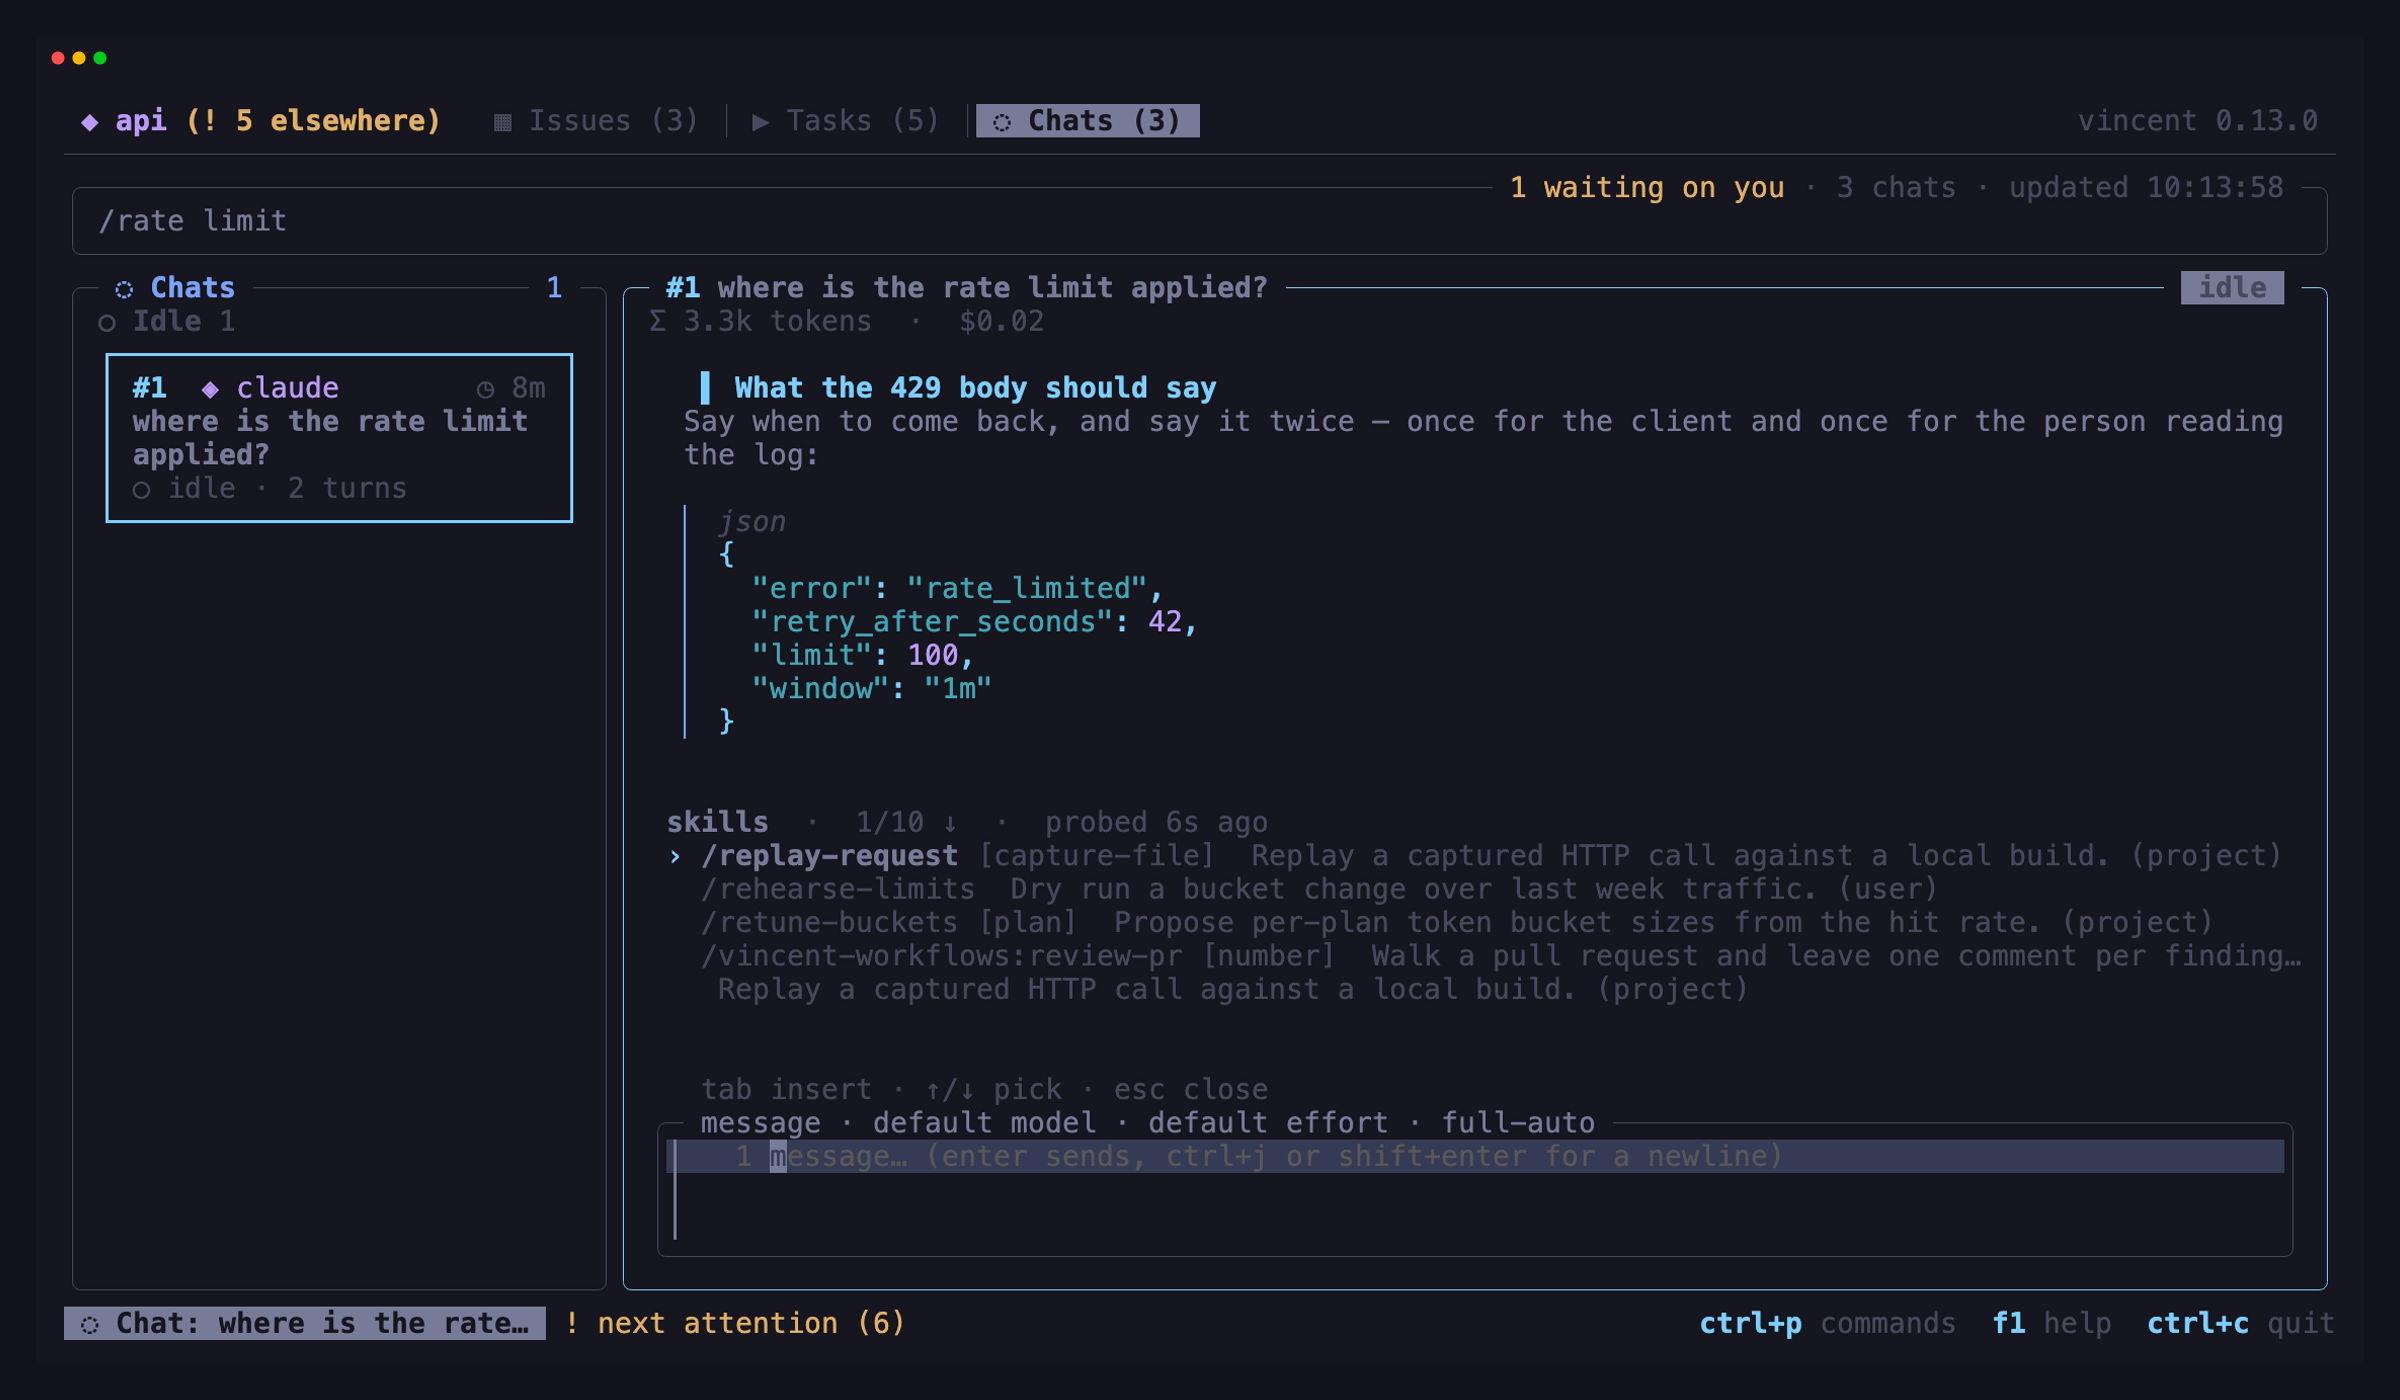 ◆ api (! 5 elsewhere) ▦ Issues (3) ▶ Tasks (5) ◌ Chats (3) vincent 0.13.0
1 waiting on you · 3 chats · updated 10:13:58
/rate limit
◌ Chats 1
○ Idle 1
#1 ◈ claude ◷ 8m
where is the rate limit
applied?
○ idle · 2 turns
#1 where is the rate limit applied? idle
Σ 3.3k tokens · $0.02
What the 429 body should say
Say when to come back, and say it twice — once for the client and once for the person reading
the log:
json
{
"error": "rate_limited",
"retry_after_seconds": 42,
"limit": 100,
"window": "1m"
}
skills · 1/10 ↓ · probed 6s ago
› /replay-request [capture-file] Replay a captured HTTP call against a local build. (project)
/rehearse-limits Dry run a bucket change over last week traffic. (user)
/retune-buckets [plan] Propose per-plan token bucket sizes from the hit rate. (project)
/vincent-workflows:review-pr [number] Walk a pull request and leave one comment per finding…
Replay a captured HTTP call against a local build. (project)
tab insert · ↑/↓ pick · esc close
message · default model · default effort · full-auto
1 message… (enter sends, ctrl+j or shift+enter for a newline)
◌ Chat: where is the rate… ! next attention (6) ctrl+p commands f1 help ctrl+c quit